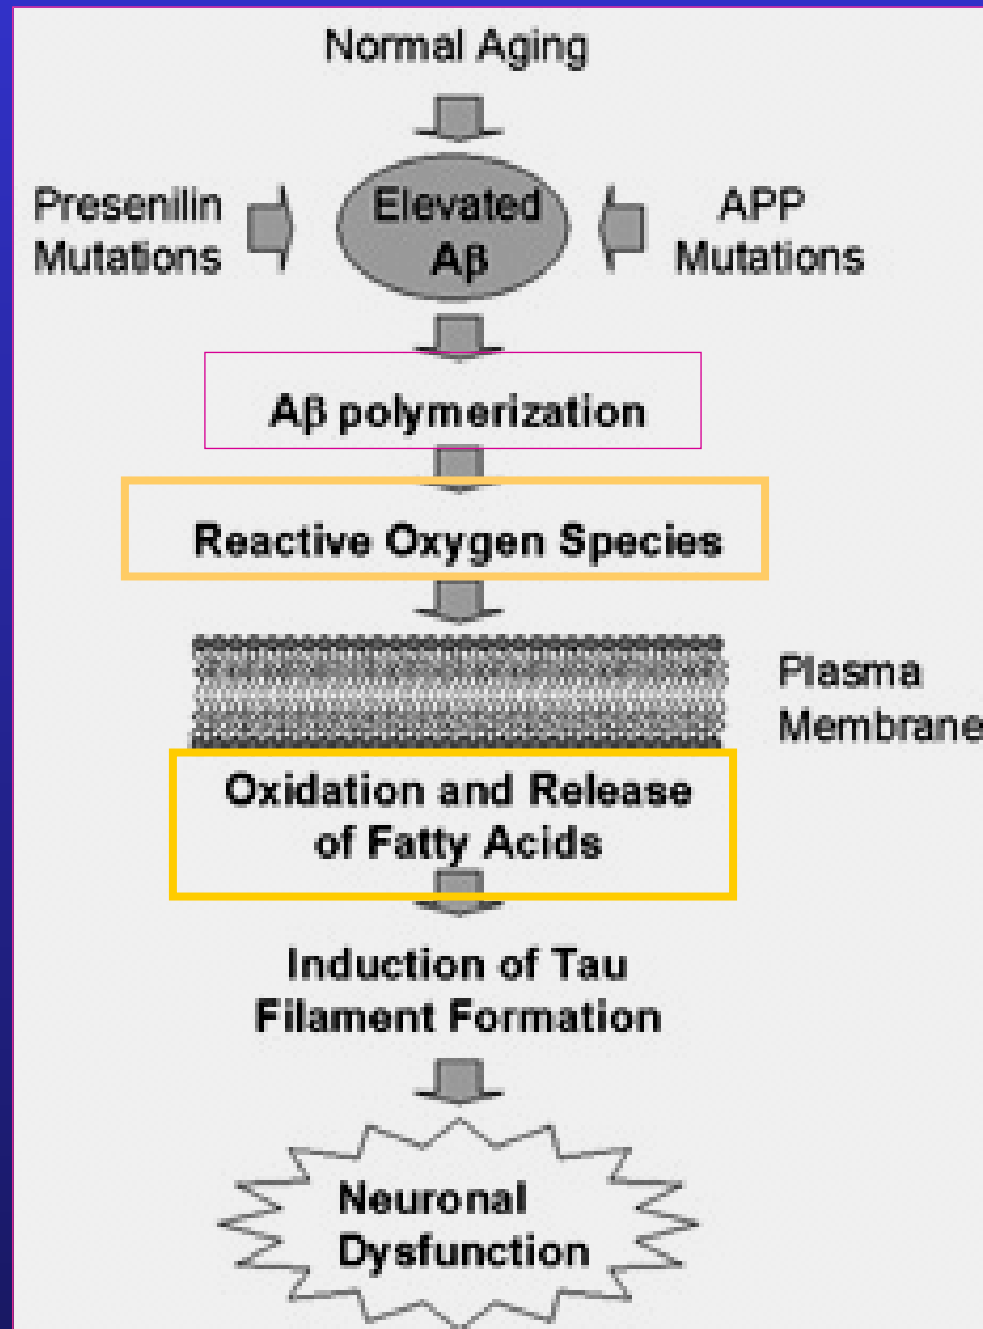 Normal Aging
Presenilin
Mutations
Elevated
Aβ
APP
Mutations
Aβ polymerization
Reactive Oxygen Species
Plasma
Membrane
Oxidation and Release
of Fatty Acids
Induction of Tau
Filament Formation
Neuronal
Dysfunction